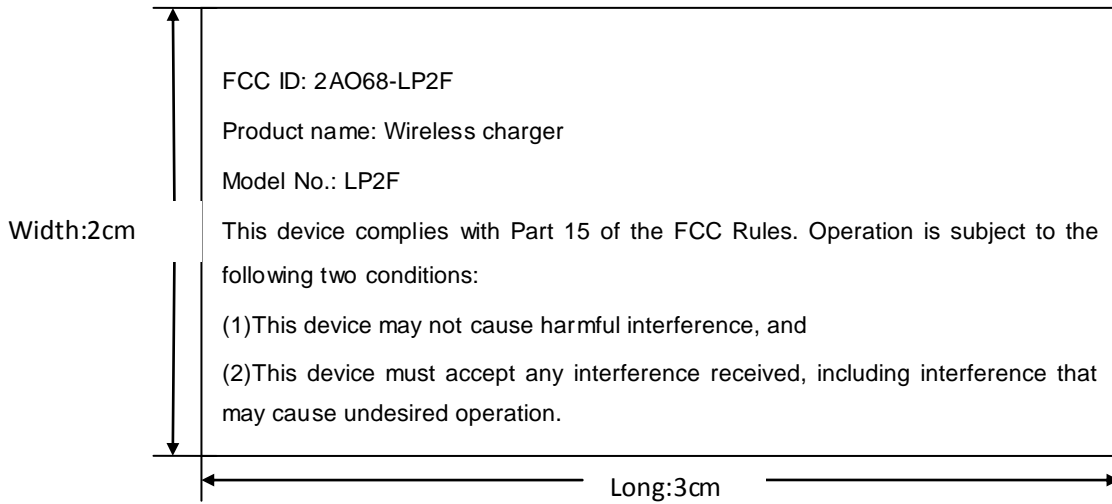 FCC ID: 2AO68-LP2F
Product name: Wireless charger
Model No.: LP2F
Width:2cm
This device complies with Part 15 of the FCC Rules. Operation is subject to the
following two conditions:
(1)This device may not cause harmful interference, and
(2)This device must accept any interference received, including interference that
may cause undesired operation.
Long:3cm